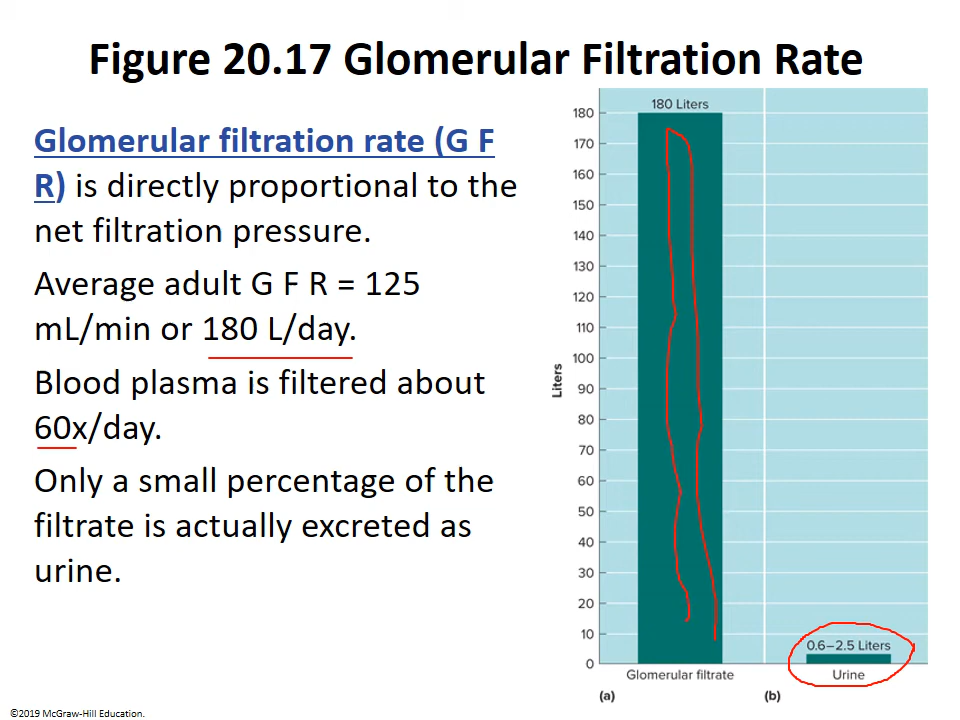 Figure 20.17 Glomerular Filtration Rate
Glomerular filtration rate (G F
R) is directly proportional to the
net filtration pressure.
Average adult G F R = 125
mL/min or 180 L/day.
Blood plasma is filtered about
60x/day.
Only a small percentage of the
filtrate is actually excreted as
urine.
180 Liters
180
170
160
150
140
130
120
110
100
90
80
70
60
50
40
30
20
10
0
Liters
0.6–2.5 Liters
Glomerular filtrate
Urine
(a)
(b)
©2019 McGraw-Hill Education.